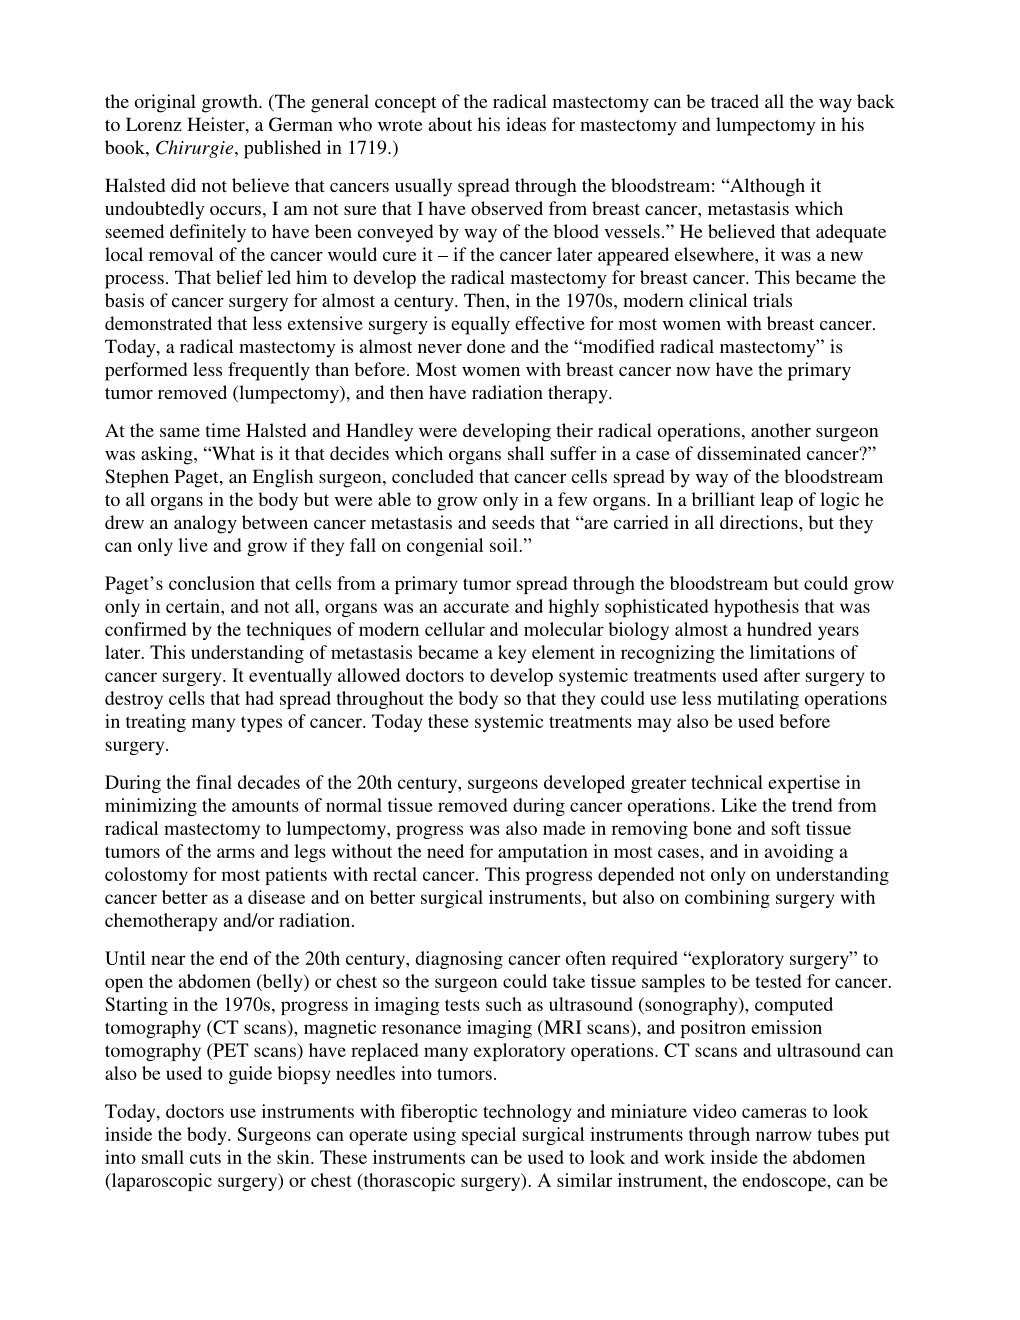 the original growth. (The general concept of the radical mastectomy can be traced all the way back
to Lorenz Heister, a German who wrote about his ideas for mastectomy and lumpectomy in his
book, Chirurgie, published in 1719.)
Halsted did not believe that cancers usually spread through the bloodstream: “Although it
undoubtedly occurs, I am not sure that I have observed from breast cancer, metastasis which
seemed definitely to have been conveyed by way of the blood vessels.” He believed that adequate
local removal of the cancer would cure it – if the cancer later appeared elsewhere, it was a new
process. That belief led him to develop the radical mastectomy for breast cancer. This became the
basis of cancer surgery for almost a century. Then, in the 1970s, modern clinical trials
demonstrated that less extensive surgery is equally effective for most women with breast cancer.
Today, a radical mastectomy is almost never done and the “modified radical mastectomy” is
performed less frequently than before. Most women with breast cancer now have the primary
tumor removed (lumpectomy), and then have radiation therapy.
At the same time Halsted and Handley were developing their radical operations, another surgeon
was asking, “What is it that decides which organs shall suffer in a case of disseminated cancer?”
Stephen Paget, an English surgeon, concluded that cancer cells spread by way of the bloodstream
to all organs in the body but were able to grow only in a few organs. In a brilliant leap of logic he
drew an analogy between cancer metastasis and seeds that “are carried in all directions, but they
can only live and grow if they fall on congenial soil.”
Paget’s conclusion that cells from a primary tumor spread through the bloodstream but could grow
only in certain, and not all, organs was an accurate and highly sophisticated hypothesis that was
confirmed by the techniques of modern cellular and molecular biology almost a hundred years
later. This understanding of metastasis became a key element in recognizing the limitations of
cancer surgery. It eventually allowed doctors to develop systemic treatments used after surgery to
destroy cells that had spread throughout the body so that they could use less mutilating operations
in treating many types of cancer. Today these systemic treatments may also be used before
surgery.
During the final decades of the 20th century, surgeons developed greater technical expertise in
minimizing the amounts of normal tissue removed during cancer operations. Like the trend from
radical mastectomy to lumpectomy, progress was also made in removing bone and soft tissue
tumors of the arms and legs without the need for amputation in most cases, and in avoiding a
colostomy for most patients with rectal cancer. This progress depended not only on understanding
cancer better as a disease and on better surgical instruments, but also on combining surgery with
chemotherapy and/or radiation.
Until near the end of the 20th century, diagnosing cancer often required “exploratory surgery” to
open the abdomen (belly) or chest so the surgeon could take tissue samples to be tested for cancer.
Starting in the 1970s, progress in imaging tests such as ultrasound (sonography), computed
tomography (CT scans), magnetic resonance imaging (MRI scans), and positron emission
tomography (PET scans) have replaced many exploratory operations. CT scans and ultrasound can
also be used to guide biopsy needles into tumors.
Today, doctors use instruments with fiberoptic technology and miniature video cameras to look
inside the body. Surgeons can operate using special surgical instruments through narrow tubes put
into small cuts in the skin. These instruments can be used to look and work inside the abdomen
(laparoscopic surgery) or chest (thorascopic surgery). A similar instrument, the endoscope, can be